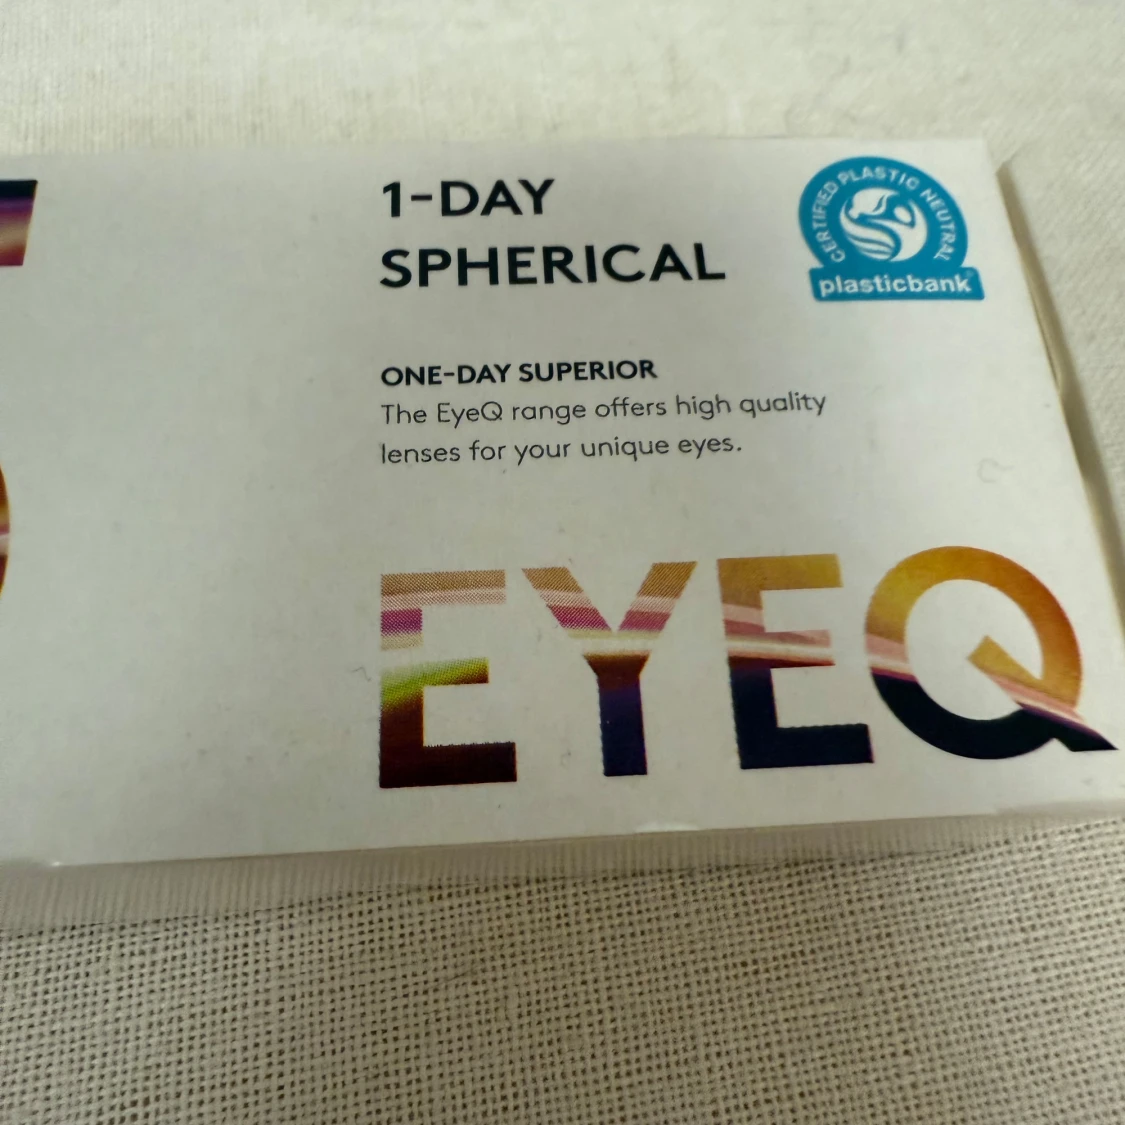 1-DAY
SPHERICAL
CERTIFIED PLASTIC NEUTRAL
plasticbank
ONE-DAY SUPERIOR
The EyeQ range offers high quality
lenses for your unique eyes.
EYEQ